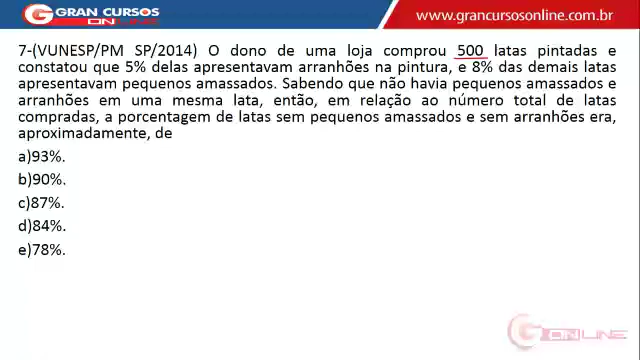 GRAN CURSOS
ONLINE
www.grancursosonline.com.br
7-(VUNESP/PM SP/2014) O dono de uma loja comprou 500 latas pintadas e
constatou que 5% delas apresentavam arranhões na pintura, e 8% das demais latas
apresentavam pequenos amassados. Sabendo que não havia pequenos amassados e
arranhões em uma mesma lata, então, em relação ao número total de latas
compradas, a porcentagem de latas sem pequenos amassados e sem arranhões era,
aproximadamente, de
a)93%.
b)90%.
c)87%.
d)84%.
e)78%.
G ONLINE